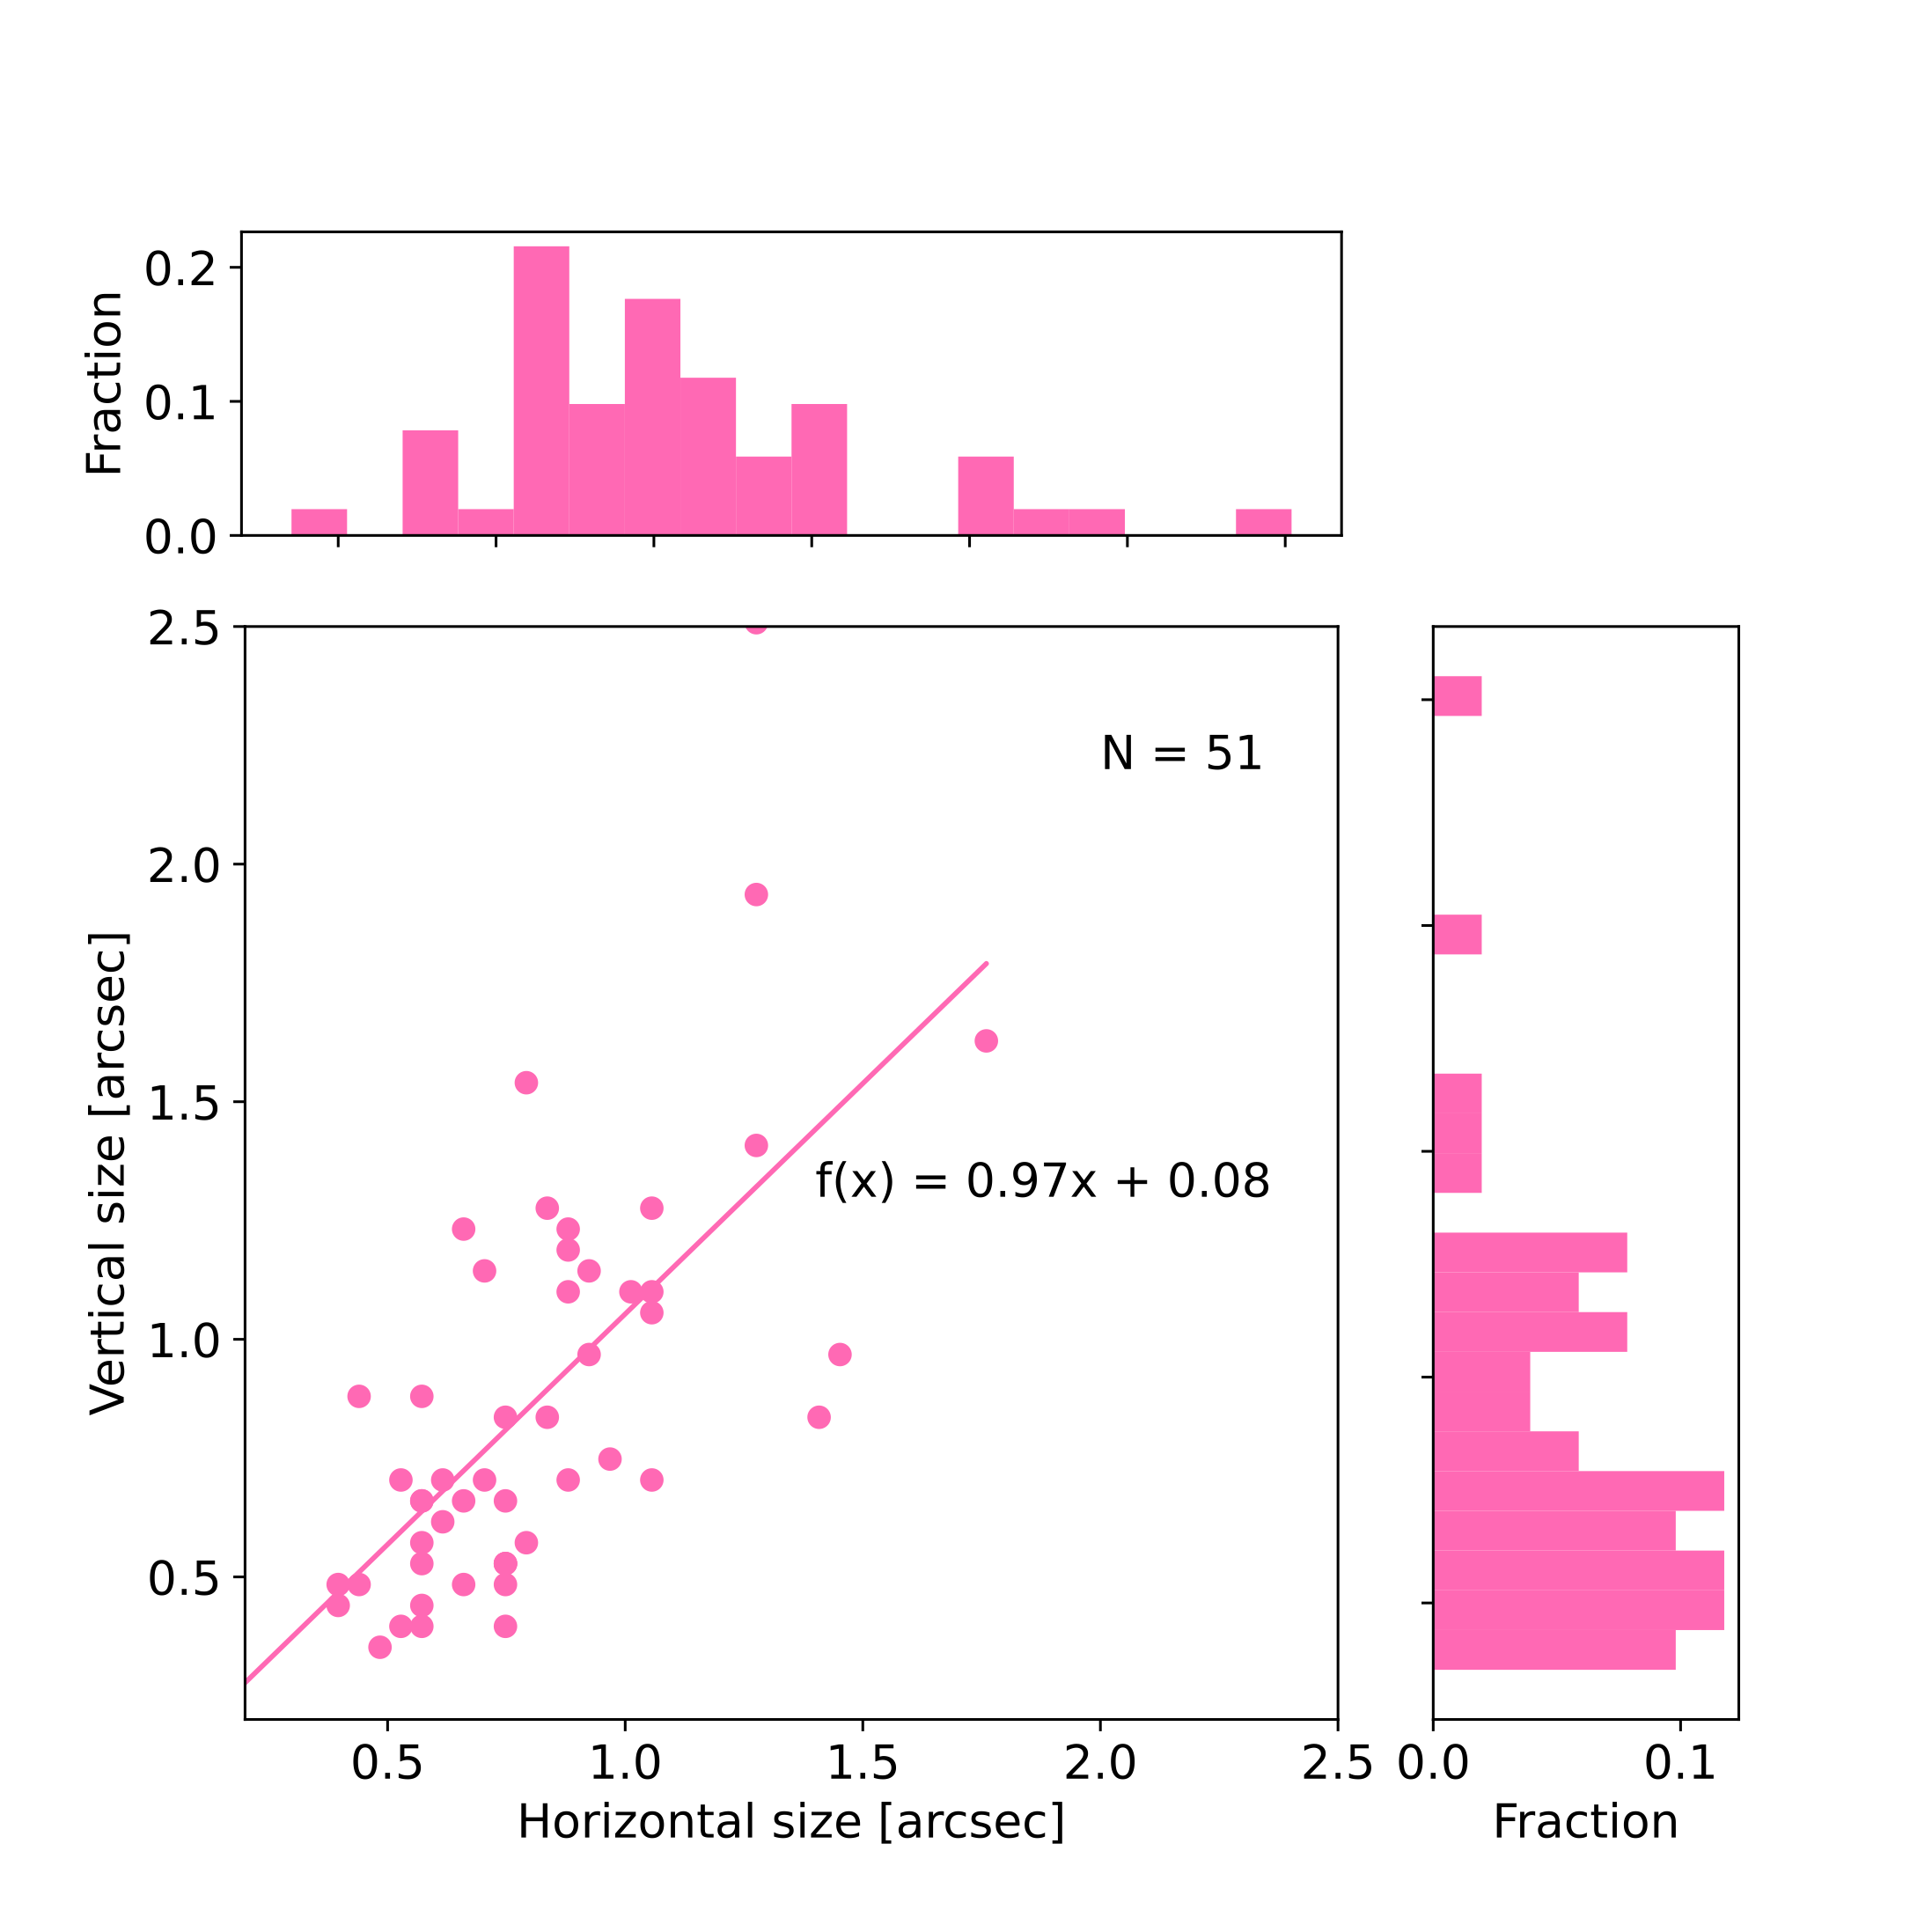 Fraction
0.2
0.1
0.0
Vertical size [arcsec]
2.5
2.0
1.5
1.0
0.5
N = 51
f(x) = 0.97x + 0.08
0.5 1.0 1.5 2.0 2.5
Horizontal size [arcsec]
0.0 0.1
Fraction